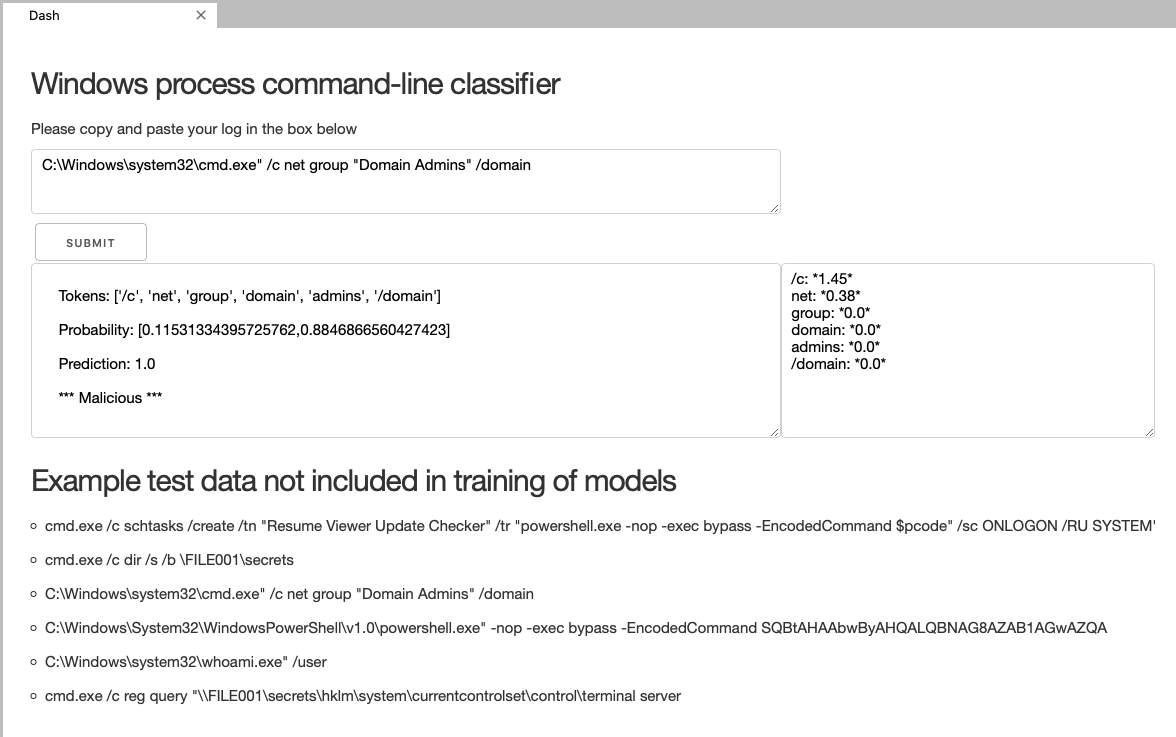 Dash
Windows process command-line classifier
Please copy and paste your log in the box below
C:\Windows\system32\cmd.exe" /c net group "Domain Admins" /domain
SUBMIT
Tokens: ['/c', 'net', 'group', 'domain', 'admins', '/domain']
Probability: [0.11531334395725762,0.8846866560427423]
Prediction: 1.0
*** Malicious ***
/c: *1.45*
net: *0.38*
group: *0.0*
domain: *0.0*
admins: *0.0*
/domain: *0.0*
Example test data not included in training of models
cmd.exe /c schtasks /create /tn "Resume Viewer Update Checker" /tr "powershell.exe -nop -exec bypass -EncodedCommand $pcode" /sc ONLOGON /RU SYSTEM"
cmd.exe /c dir /s /b \FILE001\secrets
C:\Windows\system32\cmd.exe" /c net group "Domain Admins" /domain
C:\Windows\System32\WindowsPowerShell\v1.0\powershell.exe" -nop -exec bypass -EncodedCommand SQBtAHAAbwByAHQALQBNAG8AZAB1AGwAZQA
C:\Windows\system32\whoami.exe" /user
cmd.exe /c reg query "\\FILE001\secrets\hklm\system\currentcontrolset\control\terminal server